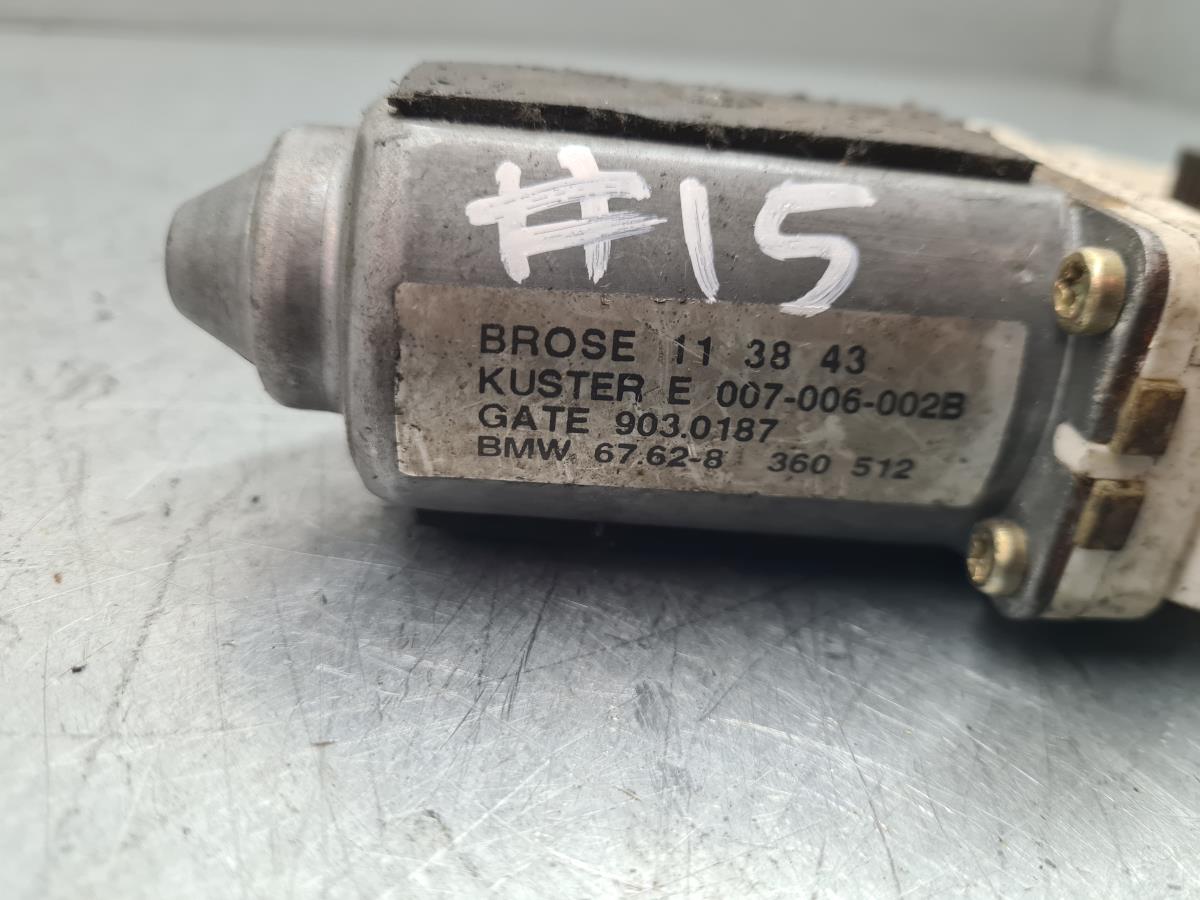 #15
BROSE 11 38 43
KUSTER E 007-006-002B
GATE 903.0187
BMW 67.62-8 360 512